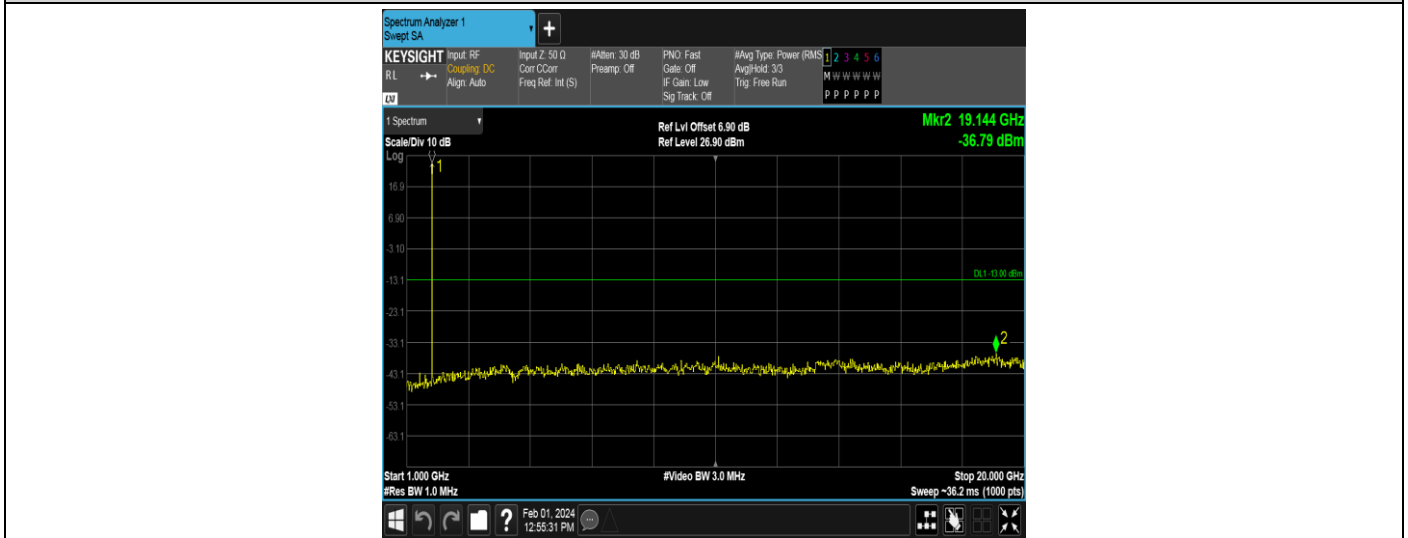 Spectrum Analyzer 1
Swept SA
+
KEYSIGHT
RL
LXI
Input: RF
Coupling: DC
Align: Auto
Input Z: 50 Ω
Corr CCorr
Freq Ref: Int (S)
#Atten: 30 dB
Preamp: Off
PNO: Fast
Gate: Off
IF Gain: Low
Sig Track: Off
#Avg Type: Power (RMS
Avg|Hold: 3/3
Trig: Free Run
1 2 3 4 5 6
M W W W W W
P P P P P P
1 Spectrum
Scale/Div 10 dB
Ref Lvl Offset 6.90 dB
Ref Level 26.90 dBm
Mkr2 19.144 GHz
-36.79 dBm
Log
1
16.9
6.90
-3.10
DL1 -13.00 dBm
-13.1
-23.1
-33.1
2
-43.1
-53.1
-63.1
Start 1.000 GHz
#Video BW 3.0 MHz
Stop 20.000 GHz
#Res BW 1.0 MHz
Sweep ~36.2 ms (1000 pts)
?
Feb 01, 2024
12:55:31 PM